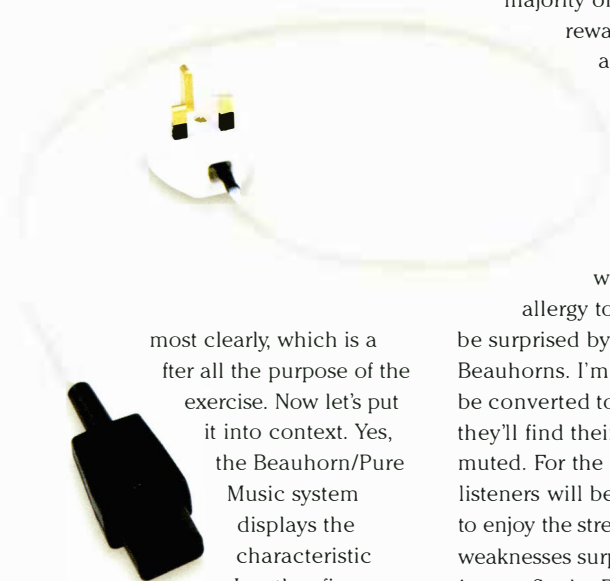 most clearly, which is a
fter all the purpose of the
exercise. Now let's put
it into context. Yes,
the Beauhorn/Pure
Music system
displays the
characteristic
majority of
rewa
a
w
allergy to
be surprised by
Beauhorns. I'm
be converted to
they'll find thei
muted. For the
listeners will be
to enjoy the stre
weaknesses surp